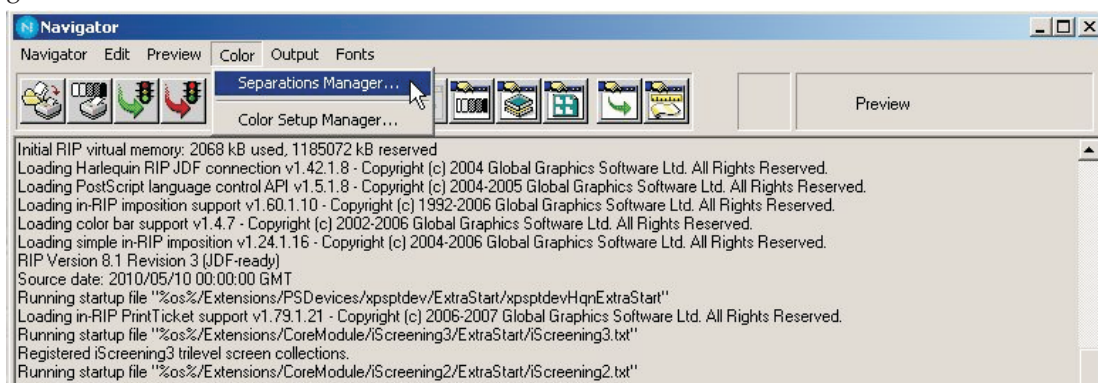 Navigator
Navigator Edit Preview Color Output Fonts
Separations Manager...
Color Setup Manager...
Preview
Initial RIP virtual memory: 2068 kB used, 1185072 kB reserved
Loading Harlequin RIP JDF connection v1.42.1.8 - Copyright (c) 2004 Global Graphics Software Ltd. All Rights Reserved.
Loading PostScript language control API v1.5.1.8 - Copyright (c) 2004-2005 Global Graphics Software Ltd. All Rights Reserved.
Loading in-RIP imposition support v1.60.1.10 - Copyright (c) 1992-2006 Global Graphics Software Ltd. All Rights Reserved.
Loading color bar support v1.4.7 - Copyright (c) 2002-2006 Global Graphics Software Ltd. All Rights Reserved.
Loading simple in-RIP imposition v1.24.1.16 - Copyright (c) 2004-2006 Global Graphics Software Ltd. All Rights Reserved.
RIP Version 8.1 Revision 3 (JDF-ready)
Source date: 2010/05/10 00:00:00 GMT
Running startup file "%os%/Extensions/PSDevices/xpsptdev/ExtraStart/xpsptdevHqnExtraStart"
Loading in-RIP PrintTicket support v1.79.1.21 - Copyright (c) 2006-2007 Global Graphics Software Ltd. All Rights Reserved.
Running startup file "%os%/Extensions/CoreModule/iScreening3/ExtraStart/iScreening3.txt"
Registered iScreening3 trilevel screen collections.
Running startup file "%os%/Extensions/CoreModule/iScreening2/ExtraStart/iScreening2.txt"